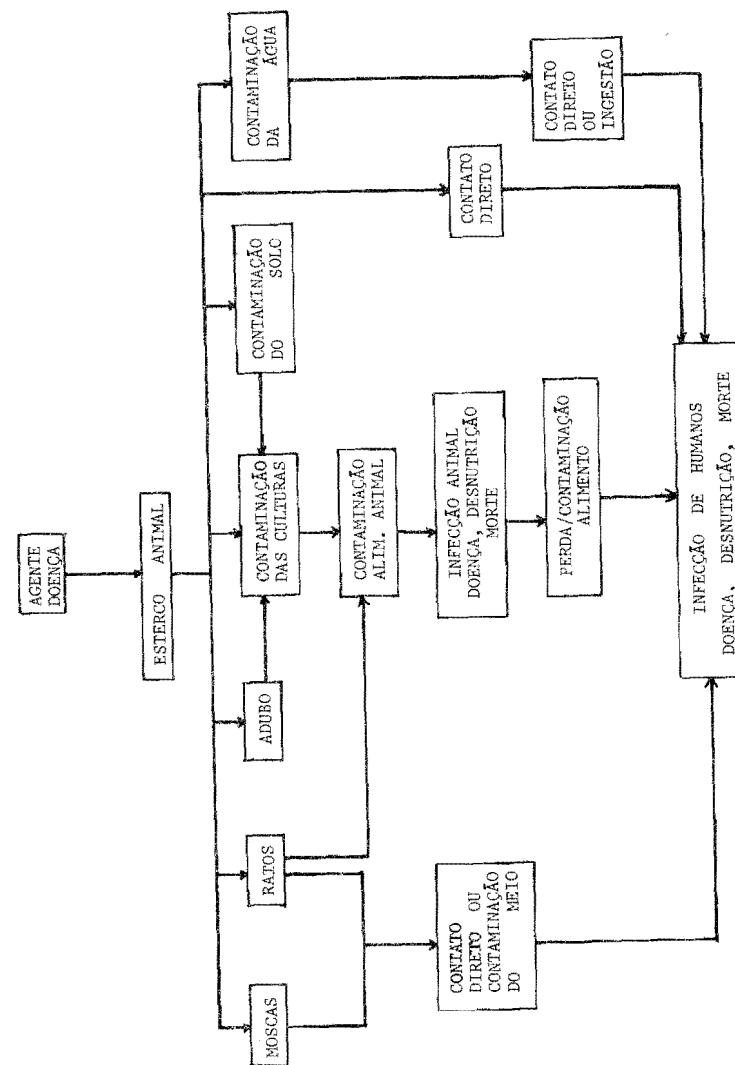 AGENTE
DOENÇA
ESTERCO ANIMAL
MOSCAS
RATOS
ADUBO
CONTAMINAÇÃO
DAS CULTURAS
CONTAMINAÇÃO
DO SOLC
CONTAMINAÇÃO
DA ÁGUA
CONTAMINAÇÃO
ALIM. ANIMAL
CONTATO
DIRETO OU
CONTAMINAÇÃO
DO MEIO
INFECÇÃO ANIMAL
DOENÇA, DESNUTRIÇÃO
MORTE
CONTATO
DIRETO
CONTATO
DIRETO
OU
INGESTÃO
PERDA/CONTAMINAÇÃO
ALIMENTO
INFECÇÃO DE HUMANOS
DOENÇA, DESNUTRIÇÃO, MORTE